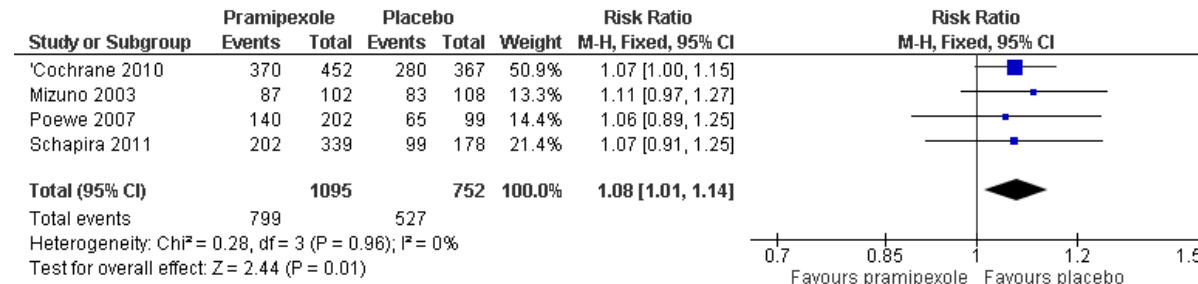 Pramipexole Placebo Risk Ratio Risk Ratio
Study or Subgroup Events Total Events Total Weight M-H, Fixed, 95% CI M-H, Fixed, 95% CI
'Cochrane 2010 370 452 280 367 50.9% 1.07 [1.00, 1.15]
Mizuno 2003 87 102 83 108 13.3% 1.11 [0.97, 1.27]
Poewe 2007 140 202 65 99 14.4% 1.06 [0.89, 1.25]
Schapira 2011 202 339 99 178 21.4% 1.07 [0.91, 1.25]
Total (95% CI) 1095 752 100.0% 1.08 [1.01, 1.14]
Total events 799 527
Heterogeneity: Chi² = 0.28, df = 3 (P = 0.96); I² = 0%
Test for overall effect: Z = 2.44 (P = 0.01)
0.7 0.85 1 1.2 1.5
Favours pramipexole Favours placebo